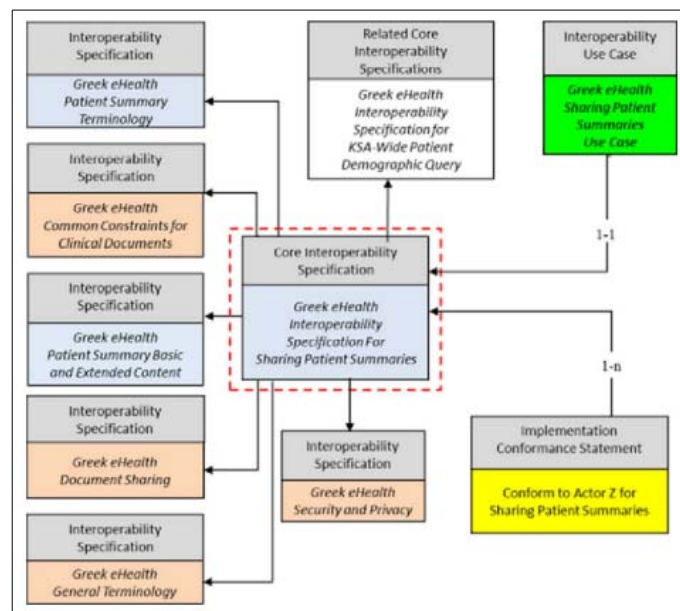 Interoperability
Specification
Greek eHealth
Patient Summary
Terminology
Related Core
Interoperability
Specifications
Greek eHealth
Interoperability
Specification for
KSA-Wide Patient
Demographic Query
Interoperability
Use Case
Greek eHealth
Sharing Patient
Summaries
Use Case
Interoperability
Specification
Greek eHealth
Common Constraints for
Clinical Documents
1-1
Core Interoperability
Specification
Greek eHealth
Interoperability
Specification For
Sharing Patient Summaries
Interoperability
Specification
Greek eHealth
Patient Summary Basic
and Extended Content
1-n
Interoperability
Specification
Greek eHealth
Document Sharing
Interoperability
Specification
Greek eHealth
Security and Privacy
Implementation
Conformance Statement
Conform to Actor Z for
Sharing Patient Summaries
Interoperability
Specification
Greek eHealth
General Terminology